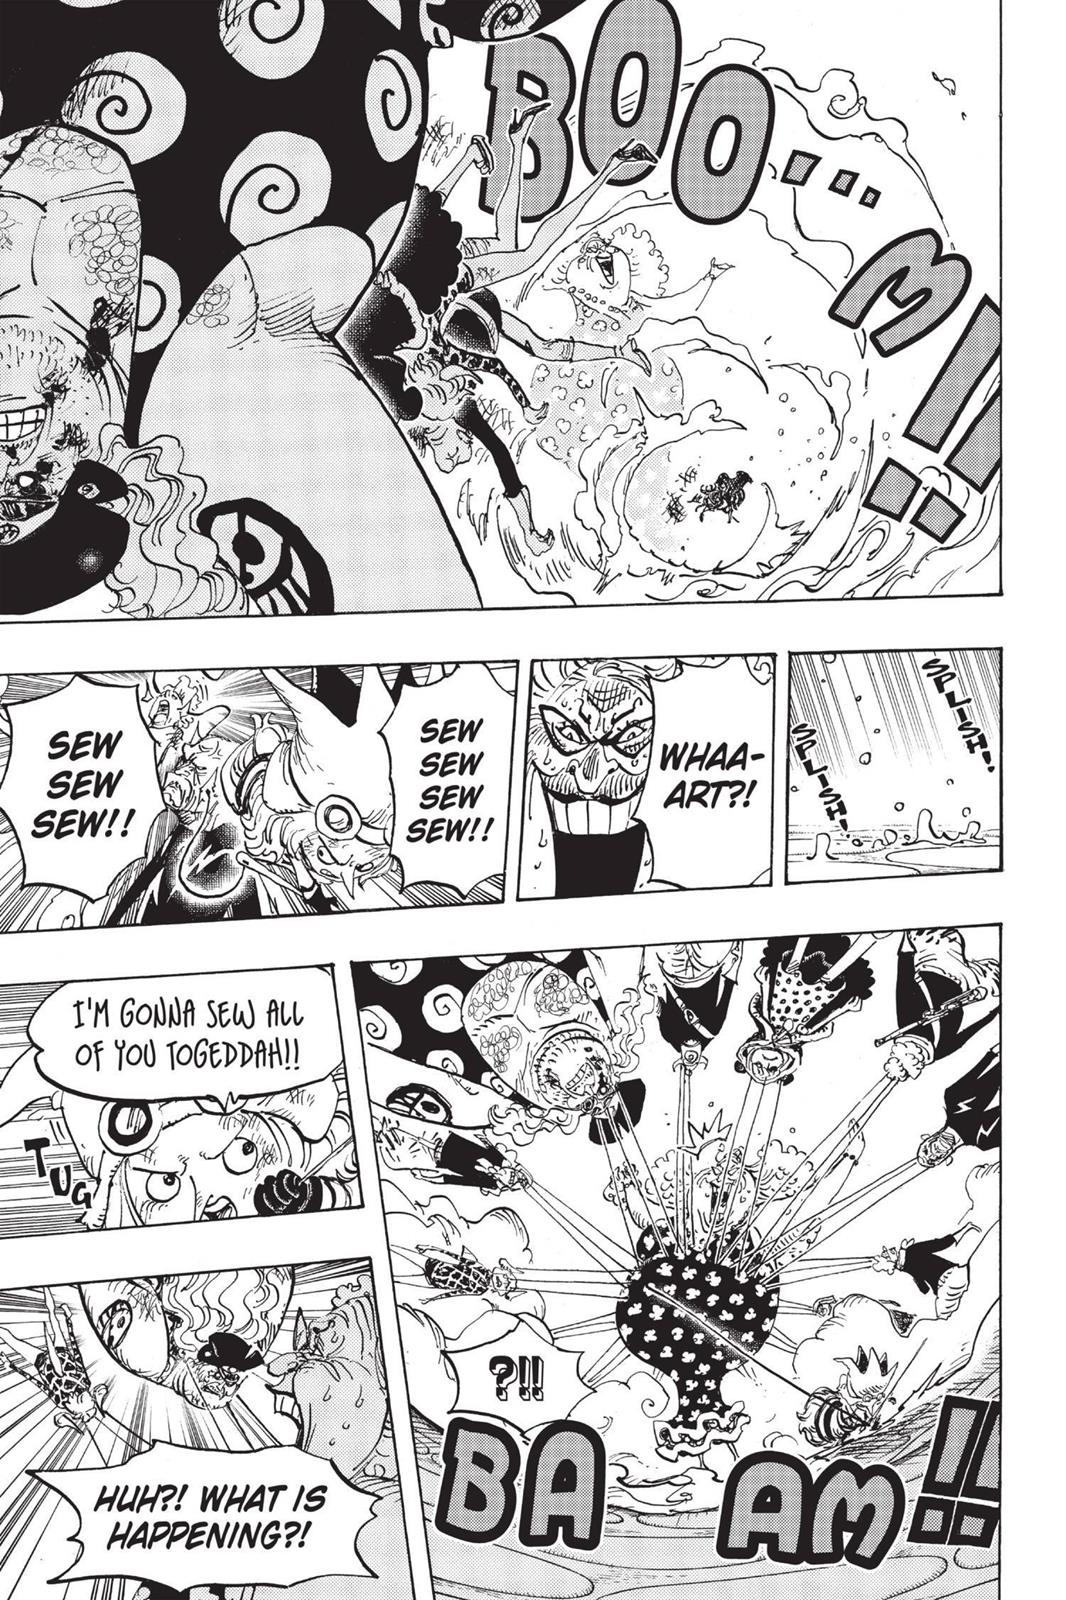 BOO...M!!
SPLISH!
SPLISH!
WHAA-
ART?!
SEW
SEW
SEW
SEW!!
SEW
SEW
SEW!!
?!!
BA AM!!
I'M GONNA SEW ALL
OF YOU TOGEDDAH!!
TUG
HUH?! WHAT IS
HAPPENING?!